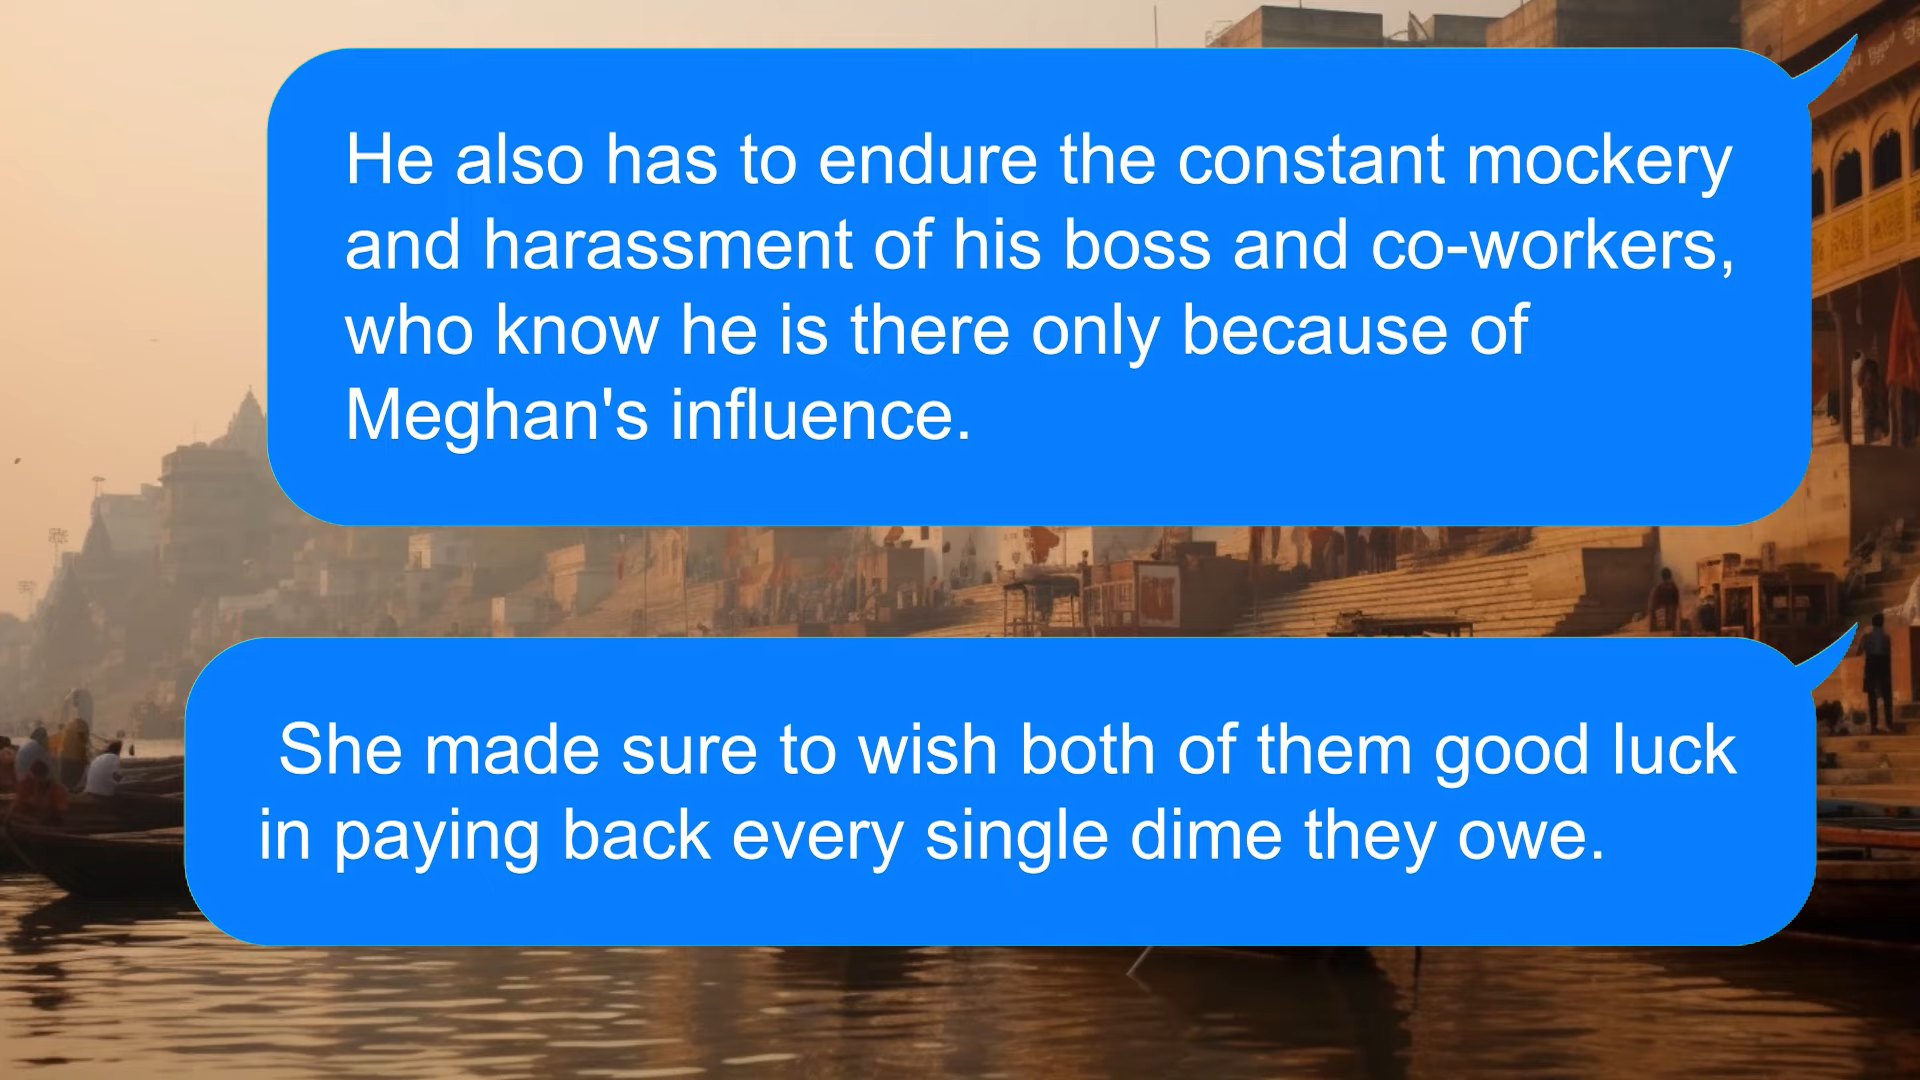 He also has to endure the constant mockery
and harassment of his boss and co-workers,
who know he is there only because of
Meghan's influence.
She made sure to wish both of them good luck
in paying back every single dime they owe.